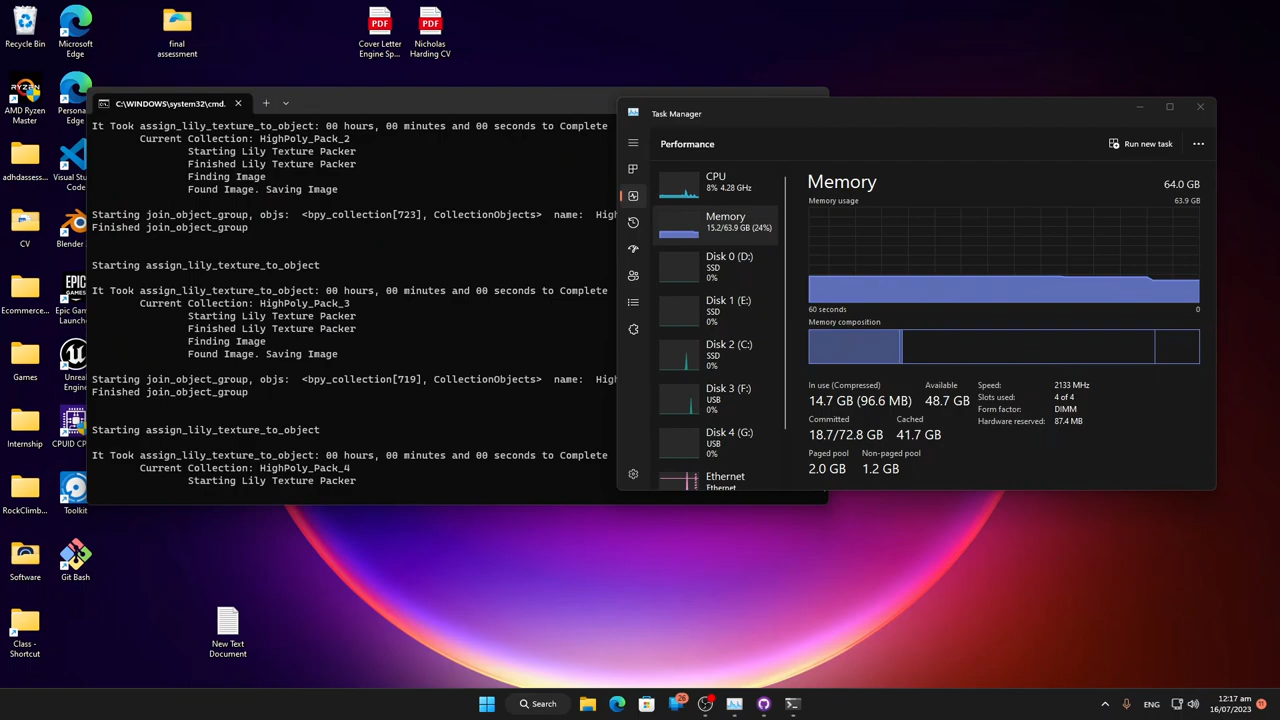 Recycle Bin
Microsoft
Edge
final
assessment
Cover Letter
Engine Sp...
Nicholas
Harding CV
AMD Ryzen
Master
Persona
Edge
adhdassess...
Visual Stu
Code
CV
Blender
Ecommerce...
Epic Gam
Launche
Games
Unrea
Engine
Internship
CPUID CP
RockClimb...
Toolkit
Software
Git Bash
Class -
Shortcut
New Text
Document
C:\WINDOWS\system32\cmd.
It Took assign_lily_texture_to_object: 00 hours, 00 minutes and 00 seconds to Complete
Current Collection: HighPoly_Pack_2
Starting Lily Texture Packer
Finished Lily Texture Packer
Finding Image
Found Image. Saving Image
Starting join_object_group, objs: <bpy_collection[723], CollectionObjects> name: Hig
Finished join_object_group
Starting assign_lily_texture_to_object
It Took assign_lily_texture_to_object: 00 hours, 00 minutes and 00 seconds to Complete
Current Collection: HighPoly_Pack_3
Starting Lily Texture Packer
Finished Lily Texture Packer
Finding Image
Found Image. Saving Image
Starting join_object_group, objs: <bpy_collection[719], CollectionObjects> name: Hig
Finished join_object_group
Starting assign_lily_texture_to_object
It Took assign_lily_texture_to_object: 00 hours, 00 minutes and 00 seconds to Complete
Current Collection: HighPoly_Pack_4
Starting Lily Texture Packer
Task Manager
Performance
Run new task
CPU
8% 4.28 GHz
Memory
15.2/63.9 GB (24%)
Disk 0 (D:)
SSD
0%
Disk 1 (E:)
SSD
0%
Disk 2 (C:)
SSD
0%
Disk 3 (F:)
USB
0%
Disk 4 (G:)
USB
0%
Ethernet
Ethernet
Memory
64.0 GB
Memory usage
63.9 GB
60 seconds
0
Memory composition
In use (Compressed)
14.7 GB (96.6 MB)
Available
48.7 GB
Committed
18.7/72.8 GB
Cached
41.7 GB
Paged pool
2.0 GB
Non-paged pool
1.2 GB
Speed: 2133 MHz
Slots used: 4 of 4
Form factor: DIMM
Hardware reserved: 87.4 MB
Search
26
ENG
12:17 am
16/07/2023
11